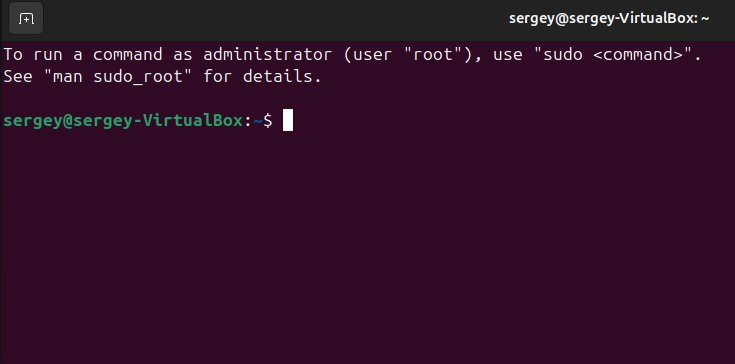 sergey@sergey-VirtualBox: ~
To run a command as administrator (user "root"), use "sudo <command>".
See "man sudo_root" for details.
sergey@sergey-VirtualBox:~$